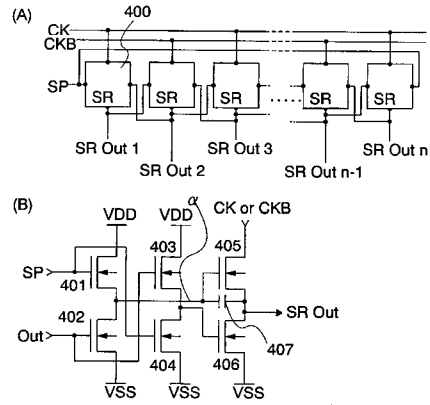 (A)
400
CK
CKB
SP
SR SR SR SR SR
SR Out 1
SR Out 2
SR Out 3
SR Out n-1
SR Out n
(B)
VDD VDD α CK or CKB
403 405
SP
401
402
Out
SR Out
407
404 406
VSS VSS VSS